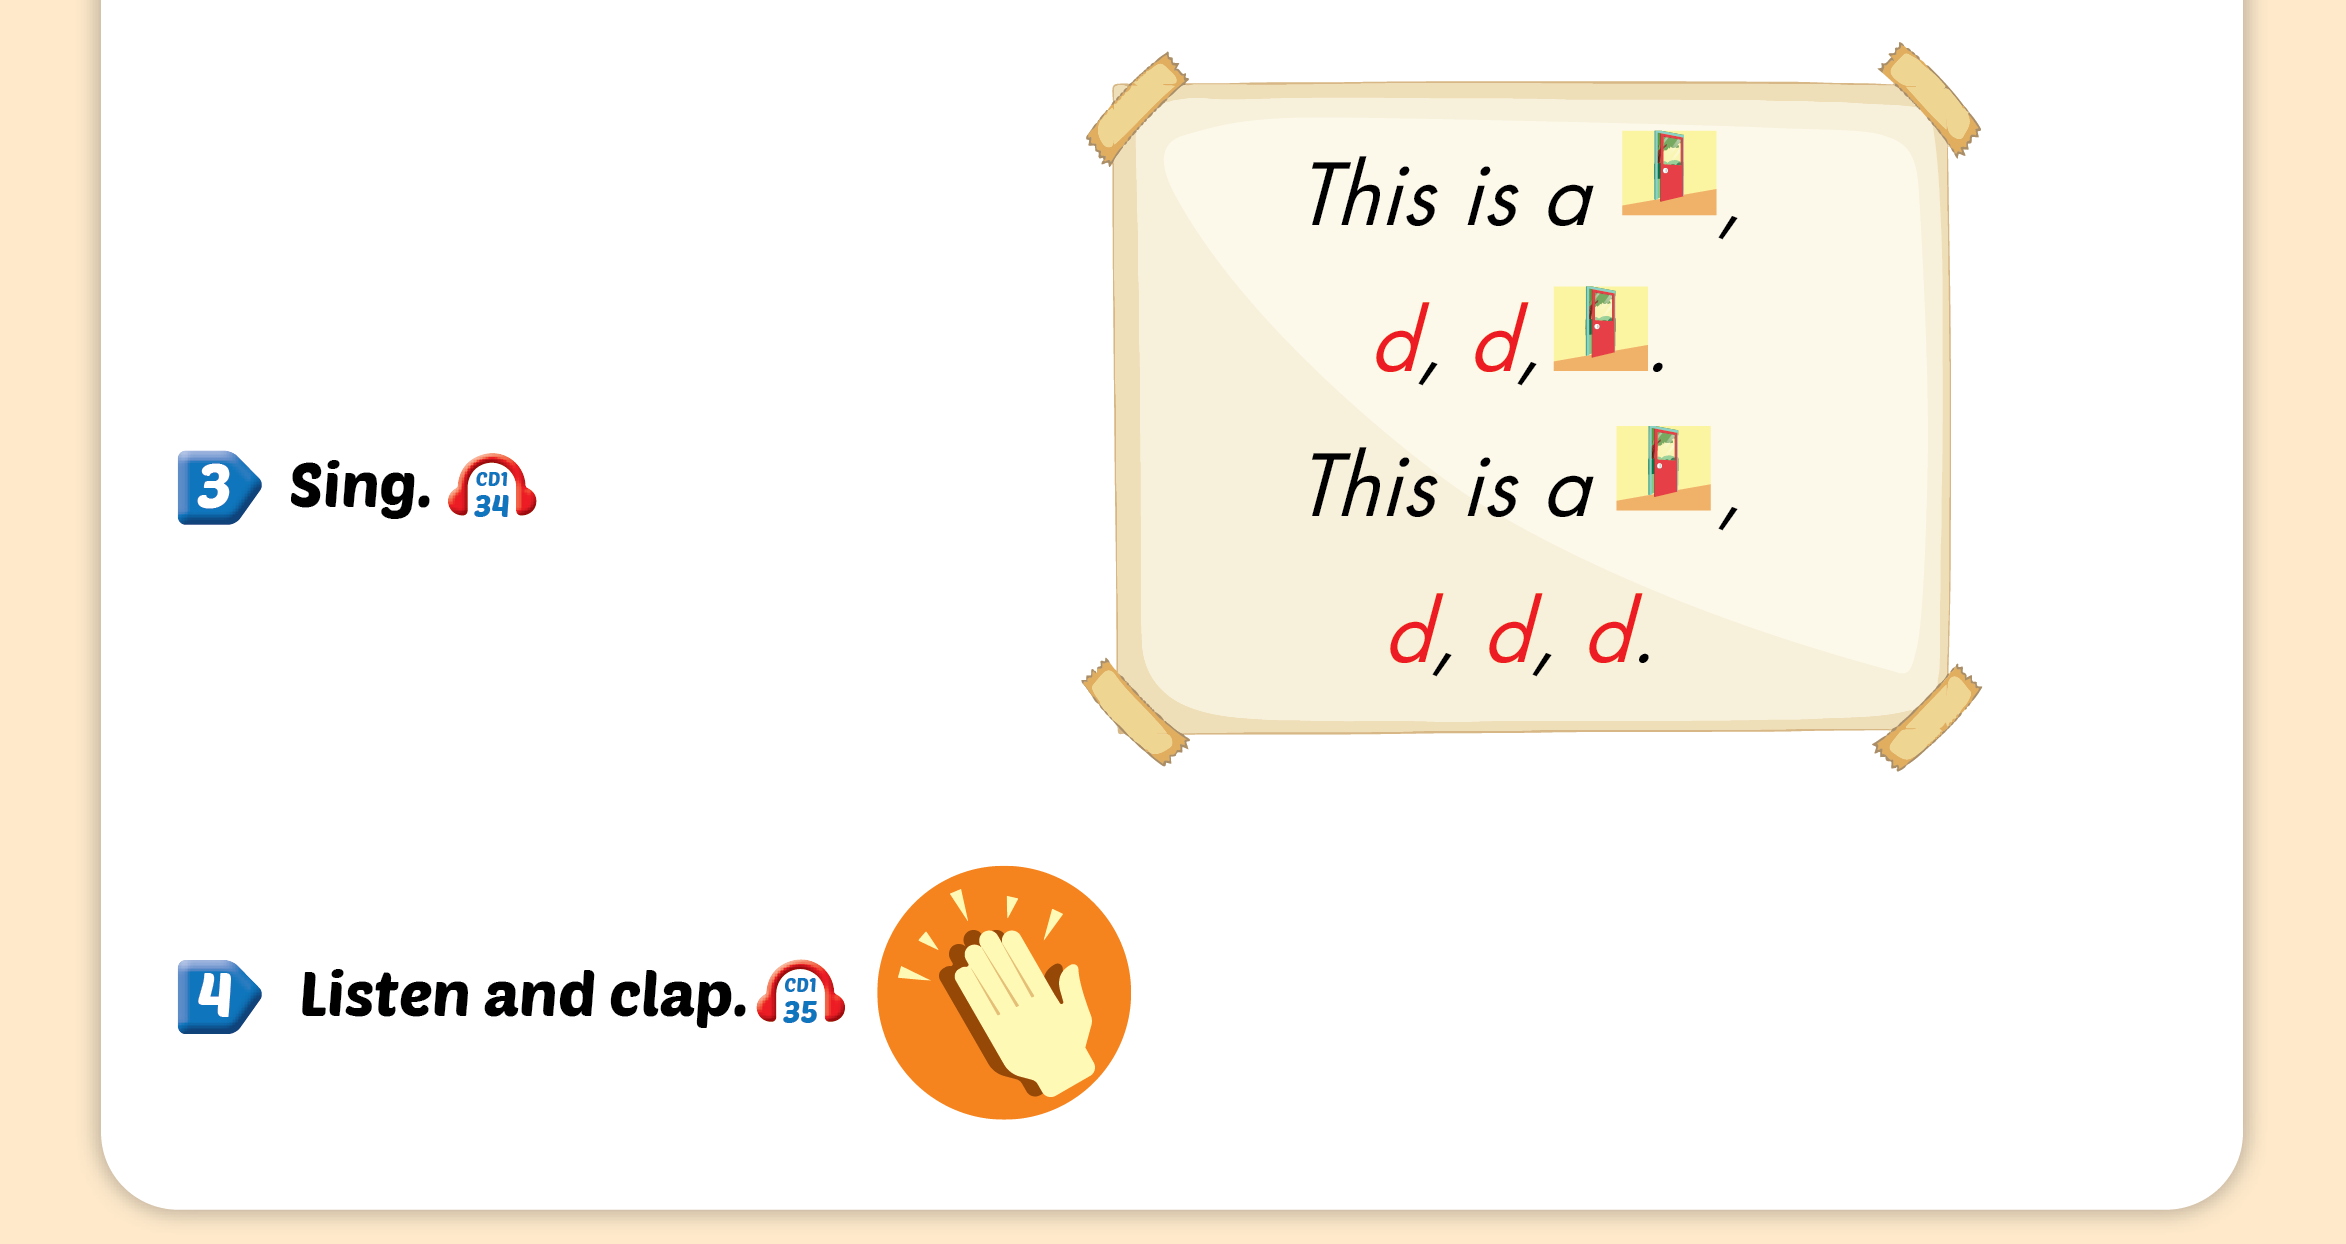 This is a ,
d, d, .
3 Sing. CD1 34
This is a ,
d, d, d.
4 Listen and clap. CD1 35